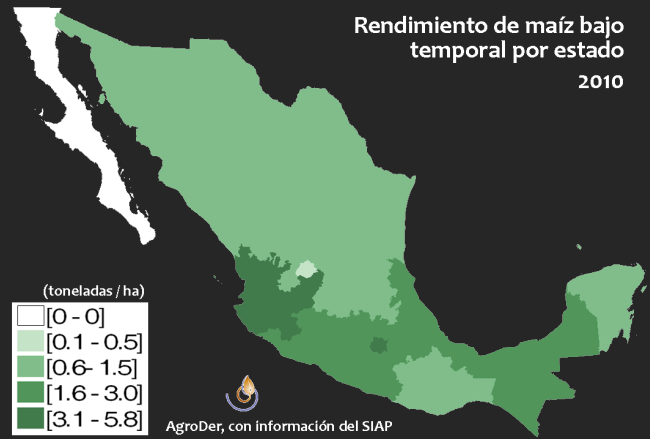 Rendimiento de maíz bajo
temporal por estado
2010
(toneladas / ha)
[0 - 0]
[0.1 - 0.5]
[0.6- 1.5]
[1.6 - 3.0]
[3.1 - 5.8]
AgroDer, con información del SIAP